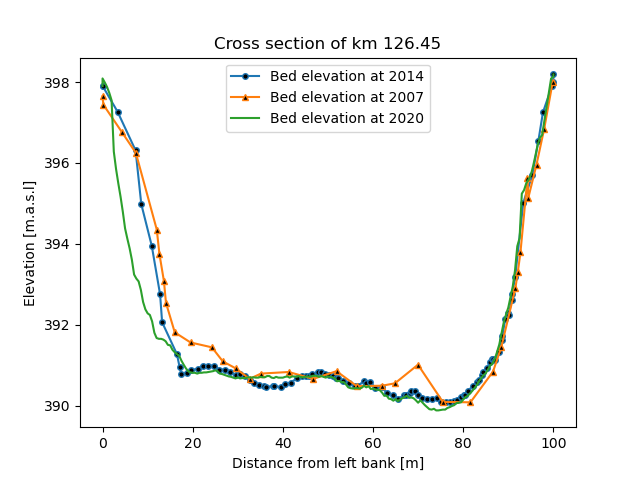 Cross section of km 126.45
Bed elevation at 2014
Bed elevation at 2007
Bed elevation at 2020
398
396
394
392
390
Elevation [m.a.s.l]
0 20 40 60 80 100
Distance from left bank [m]